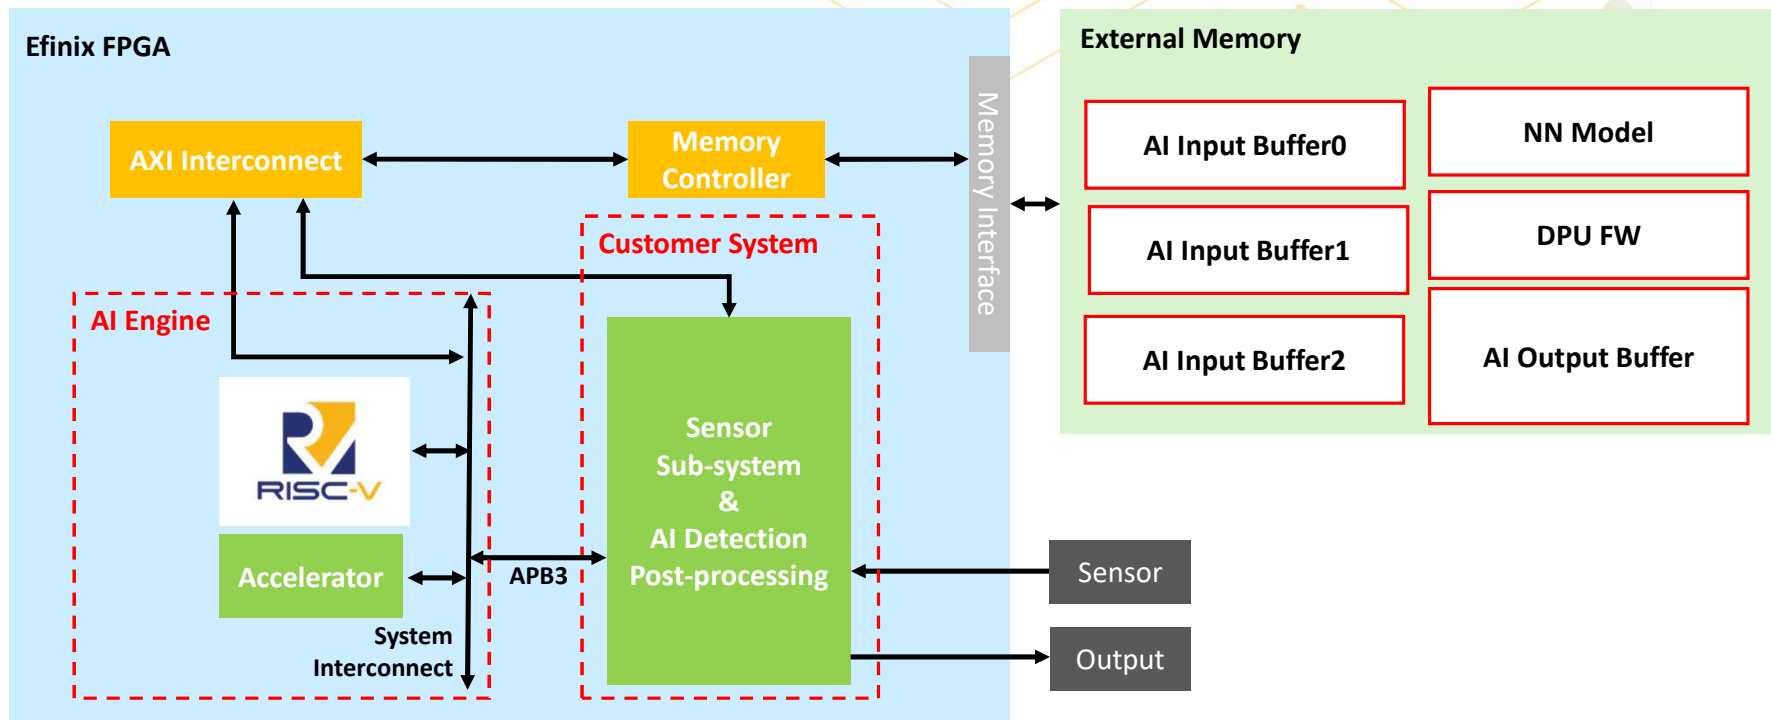 Efinix FPGA
AXI Interconnect
Memory
Controller
Memory Interface
Customer System
AI Engine
RISC-V
Accelerator
System
Interconnect
APB3
Sensor
Sub-system
&
AI Detection
Post-processing
External Memory
AI Input Buffer0
AI Input Buffer1
AI Input Buffer2
NN Model
DPU FW
AI Output Buffer
Sensor
Output